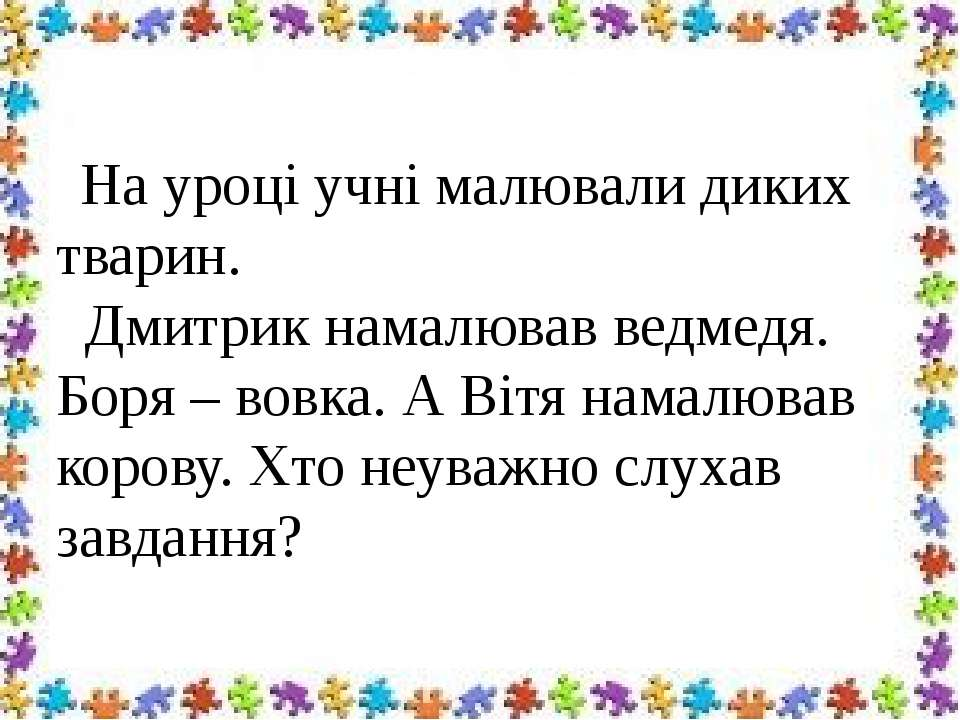 На уроці учні малювали диких
тварин.
Дмитрик намалював ведмедя.
Боря – вовка. А Вітя намалював
корову. Хто неуважно слухав
завдання?